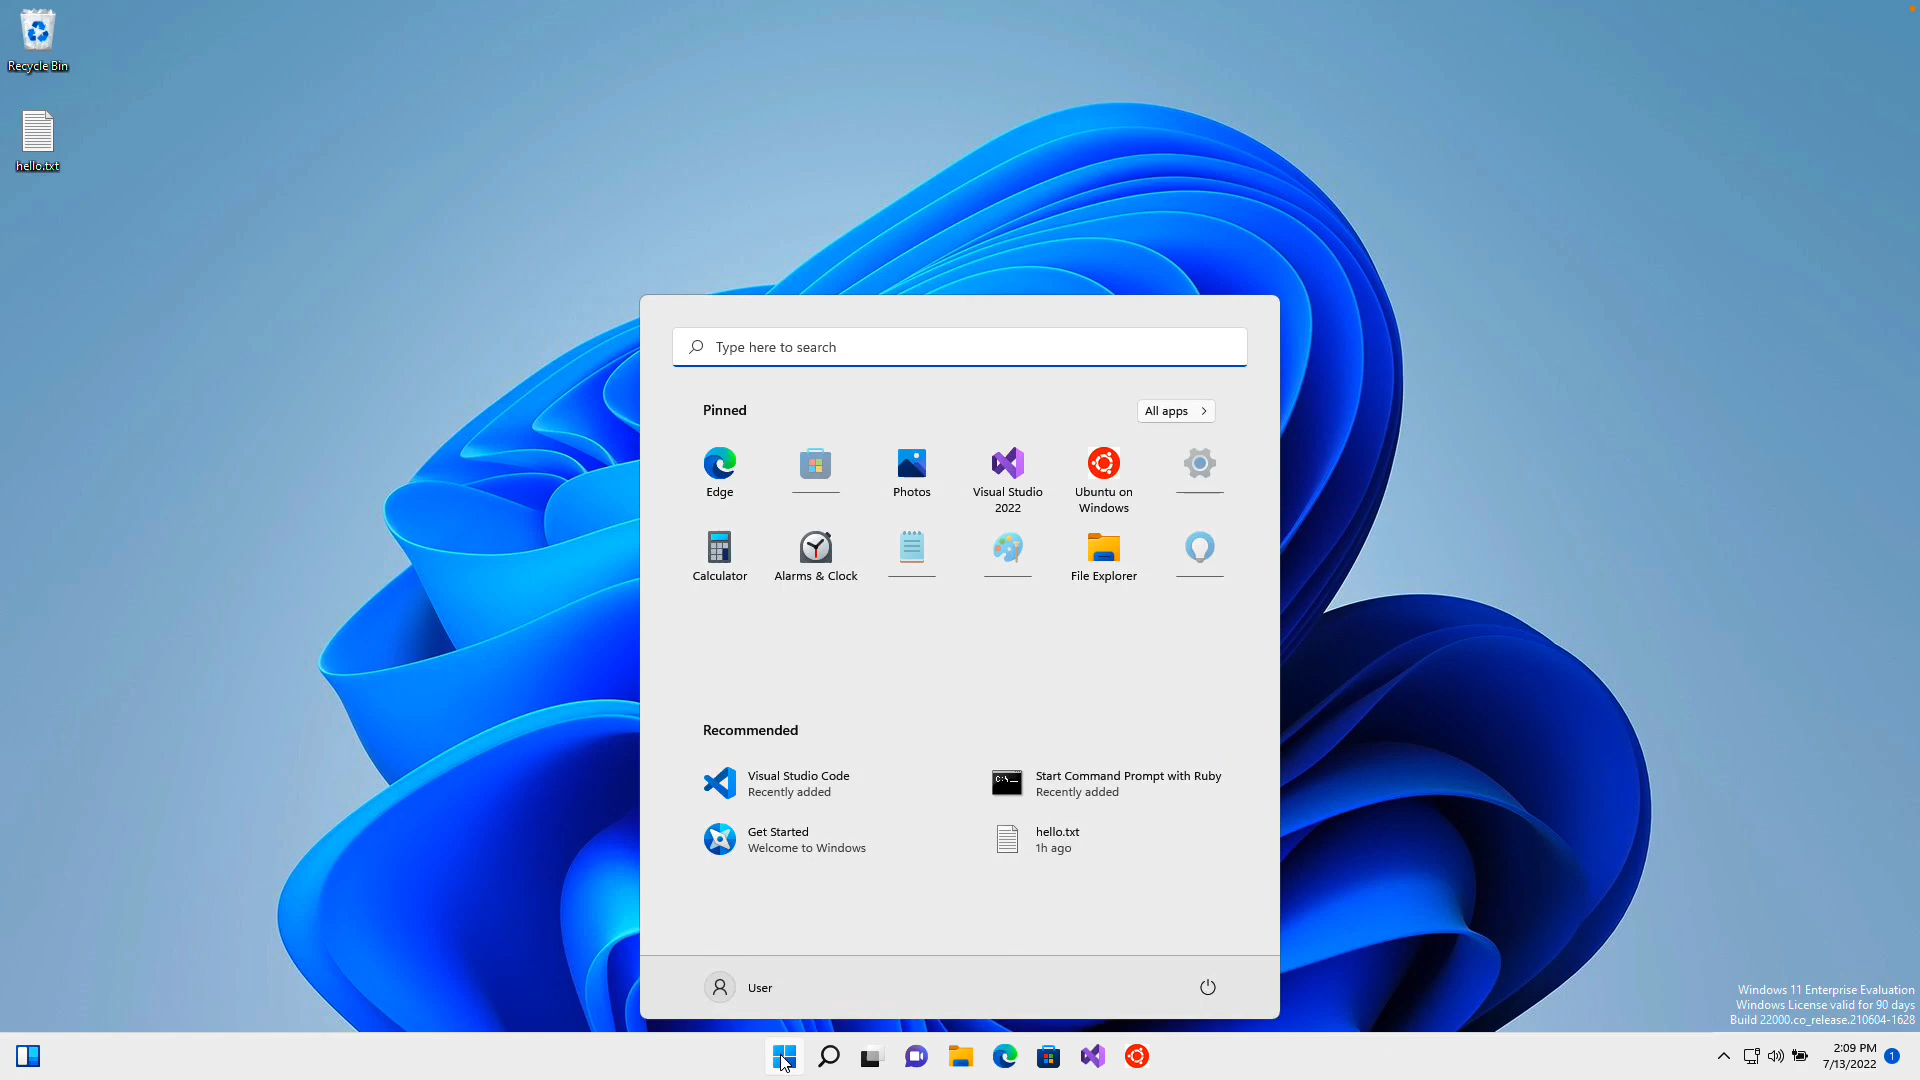 Recycle Bin
hello.txt
Type here to search
Pinned
All apps
Edge
Photos
Visual Studio
2022
Ubuntu on
Windows
Calculator
Alarms & Clock
File Explorer
Recommended
Visual Studio Code
Recently added
Start Command Prompt with Ruby
Recently added
Get Started
Welcome to Windows
hello.txt
1h ago
User
Windows 11 Enterprise Evaluation
Windows License valid for 90 days
Build 22000.co_release.210604-1628
2:09 PM
7/13/2022
1